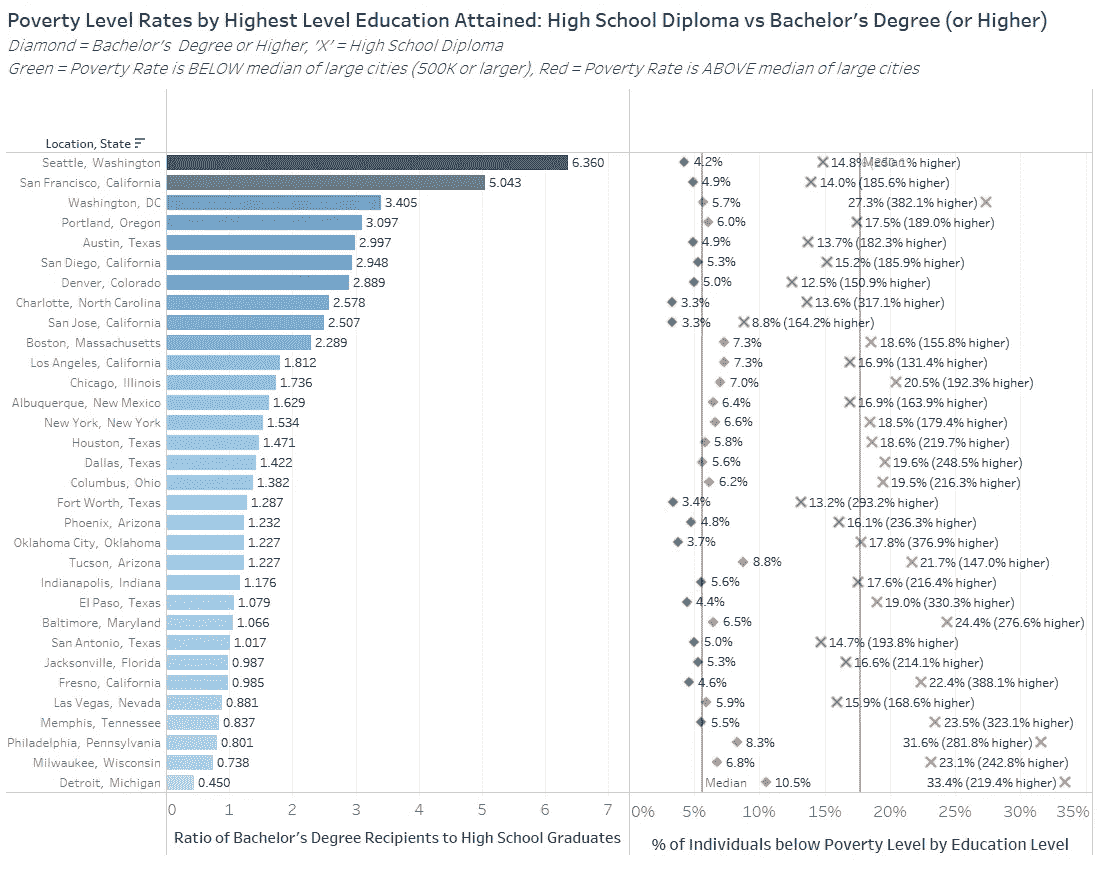 Poverty Level Rates by Highest Level Education Attained: High School Diploma vs Bachelor's Degree (or Higher)
Diamond = Bachelor's Degree or Higher, 'X' = High School Diploma
Green = Poverty Rate is BELOW median of large cities (500K or larger), Red = Poverty Rate is ABOVE median of large cities
Location, State
Seattle, Washington 6.360 4.2% 14.8% Median higher)
San Francisco, California 5.043 4.9% 14.0% (185.6% higher)
Washington, DC 3.405 5.7% 27.3% (382.1% higher)
Portland, Oregon 3.097 6.0% 17.5% (189.0% higher)
Austin, Texas 2.997 4.9% 13.7% (182.3% higher)
San Diego, California 2.948 5.3% 15.2% (185.9% higher)
Denver, Colorado 2.889 5.0% 12.5% (150.9% higher)
Charlotte, North Carolina 2.578 3.3% 13.6% (317.1% higher)
San Jose, California 2.507 3.3% 8.8% (164.2% higher)
Boston, Massachusetts 2.289 7.3% 18.6% (155.8% higher)
Los Angeles, California 1.812 7.3% 16.9% (131.4% higher)
Chicago, Illinois 1.736 7.0% 20.5% (192.3% higher)
Albuquerque, New Mexico 1.629 6.4% 16.9% (163.9% higher)
New York, New York 1.534 6.6% 18.5% (179.4% higher)
Houston, Texas 1.471 5.8% 18.6% (219.7% higher)
Dallas, Texas 1.422 5.6% 19.6% (248.5% higher)
Columbus, Ohio 1.382 6.2% 19.5% (216.3% higher)
Fort Worth, Texas 1.287 3.4% 13.2% (293.2% higher)
Phoenix, Arizona 1.232 4.8% 16.1% (236.3% higher)
Oklahoma City, Oklahoma 1.227 3.7% 17.8% (376.9% higher)
Tucson, Arizona 1.227 8.8% 21.7% (147.0% higher)
Indianapolis, Indiana 1.176 5.6% 17.6% (216.4% higher)
El Paso, Texas 1.079 4.4% 19.0% (330.3% higher)
Baltimore, Maryland 1.066 6.5% 24.4% (276.6% higher)
San Antonio, Texas 1.017 5.0% 14.7% (193.8% higher)
Jacksonville, Florida 0.987 5.3% 16.6% (214.1% higher)
Fresno, California 0.985 4.6% 22.4% (388.1% higher)
Las Vegas, Nevada 0.881 5.9% 15.9% (168.6% higher)
Memphis, Tennessee 0.837 5.5% 23.5% (323.1% higher)
Philadelphia, Pennsylvania 0.801 8.3% 31.6% (281.8% higher)
Milwaukee, Wisconsin 0.738 6.8% 23.1% (242.8% higher)
Detroit, Michigan 0.450 Median 10.5% 33.4% (219.4% higher)
0 1 2 3 4 5 6 7 0% 5% 10% 15% 20% 25% 30% 35%
Ratio of Bachelor's Degree Recipients to High School Graduates
% of Individuals below Poverty Level by Education Level